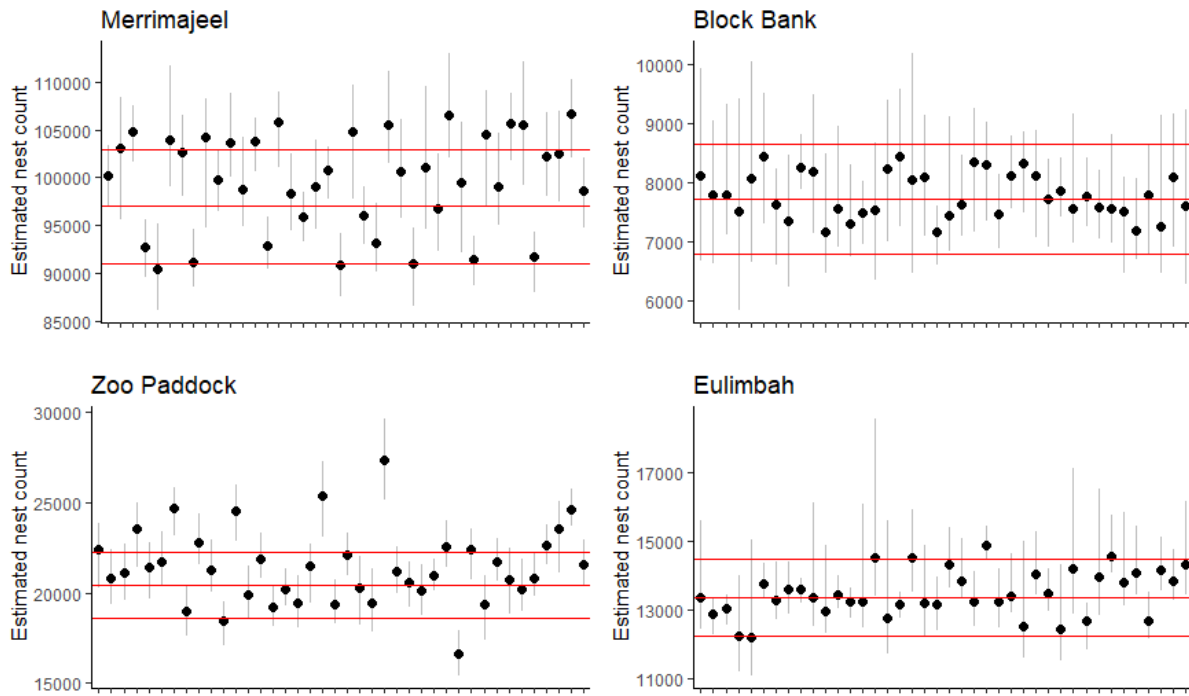 Merrimajeel
Estimated nest count
110000
105000
100000
95000
90000
85000
Block Bank
Estimated nest count
10000
9000
8000
7000
6000
Zoo Paddock
Estimated nest count
30000
25000
20000
15000
Eulimbah
Estimated nest count
17000
15000
13000
11000